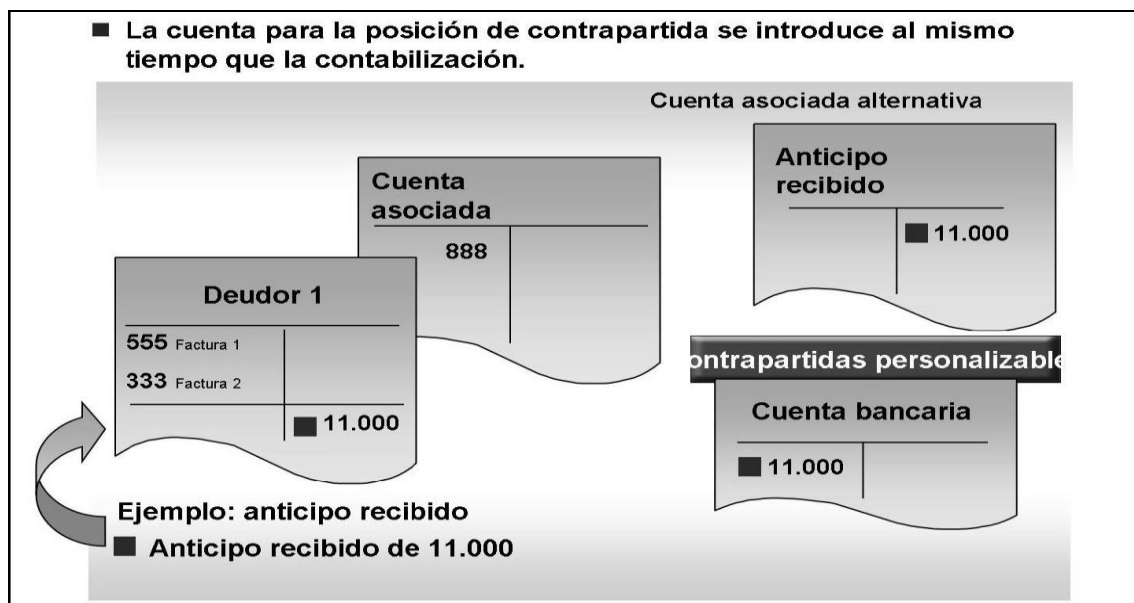 La cuenta para la posición de contrapartida se introduce al mismo
tiempo que la contabilización.
Cuenta asociada alternativa
Anticipo
recibido
11.000
Cuenta
asociada
888
Deudor 1
555 Factura 1
333 Factura 2
11.000
ontrapartidas personalizable
Cuenta bancaria
11.000
Ejemplo: anticipo recibido
Anticipo recibido de 11.000